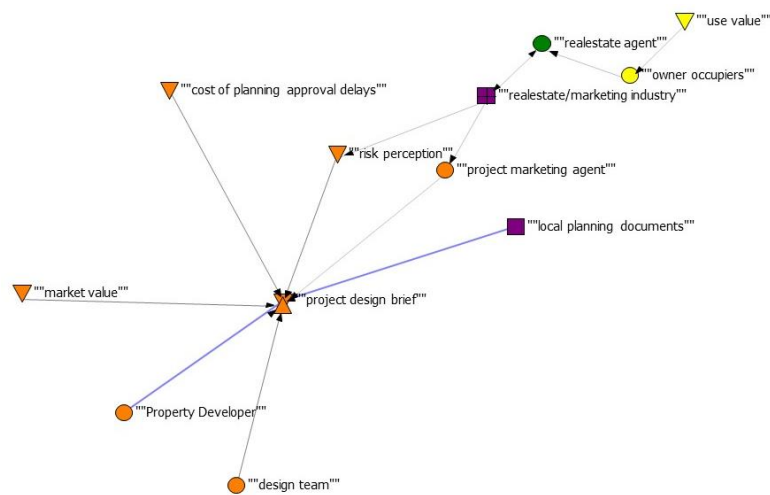 ""use value""
""realestate agent""
""owner occupiers""
""cost of planning approval delays""
""realestate/marketing industry""
""risk perception""
""project marketing agent""
""local planning documents""
""market value""
""project design brief""
""Property Developer""
""design team""